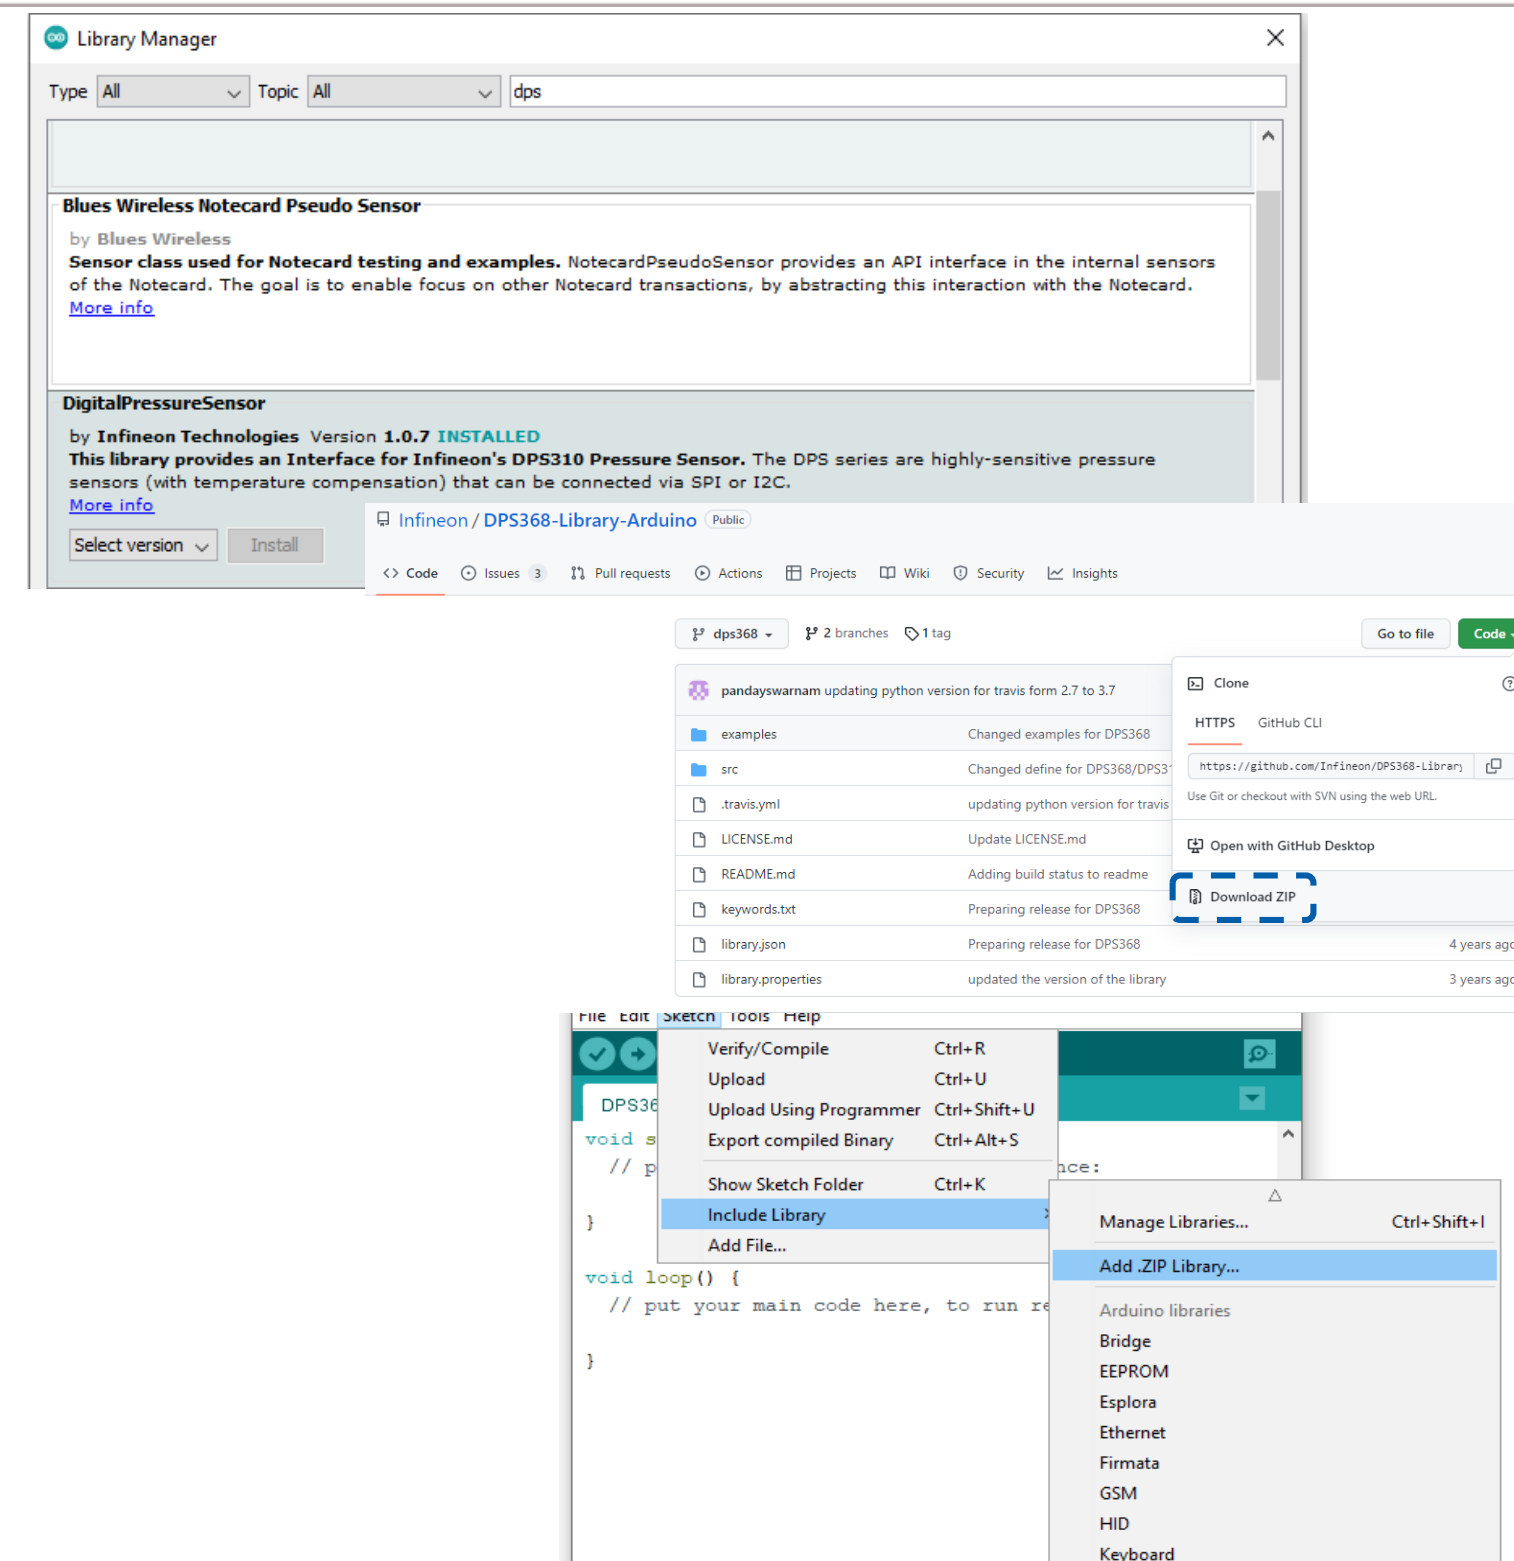 Library Manager
Type All Topic All dps
Blues Wireless Notecard Pseudo Sensor
by Blues Wireless
Sensor class used for Notecard testing and examples. NotecardPseudoSensor provides an API interface in the internal sensors
of the Notecard. The goal is to enable focus on other Notecard transactions, by abstracting this interaction with the Notecard.
More info
DigitalPressureSensor
by Infineon Technologies Version 1.0.7 INSTALLED
This library provides an Interface for Infineon's DPS310 Pressure Sensor. The DPS series are highly-sensitive pressure
sensors (with temperature compensation) that can be connected via SPI or I2C.
More info
Select version Install
Infineon / DPS368-Library-Arduino Public
<> Code Issues 3 Pull requests Actions Projects Wiki Security Insights
dps368 2 branches 1 tag Go to file Code
pandayswarnam updating python version for travis form 2.7 to 3.7
examples Changed examples for DPS368
src Changed define for DPS368/DPS31
.travis.yml updating python version for travis
LICENSE.md Update LICENSE.md
README.md Adding build status to readme
keywords.txt Preparing release for DPS368
library.json Preparing release for DPS368 4 years ago
library.properties updated the version of the library 3 years ago
Clone
HTTPS GitHub CLI
https://github.com/Infineon/DPS368-Library
Use Git or checkout with SVN using the web URL.
Open with GitHub Desktop
Download ZIP
File Edit Sketch Tools Help
Verify/Compile Ctrl+R
Upload Ctrl+U
Upload Using Programmer Ctrl+Shift+U
Export compiled Binary Ctrl+Alt+S
Show Sketch Folder Ctrl+K
Include Library
Add File...
DPS36
void s
// p nce:
}
void loop() {
// put your main code here, to run re
}
Manage Libraries... Ctrl+Shift+I
Add .ZIP Library...
Arduino libraries
Bridge
EEPROM
Esplora
Ethernet
Firmata
GSM
HID
Keyboard